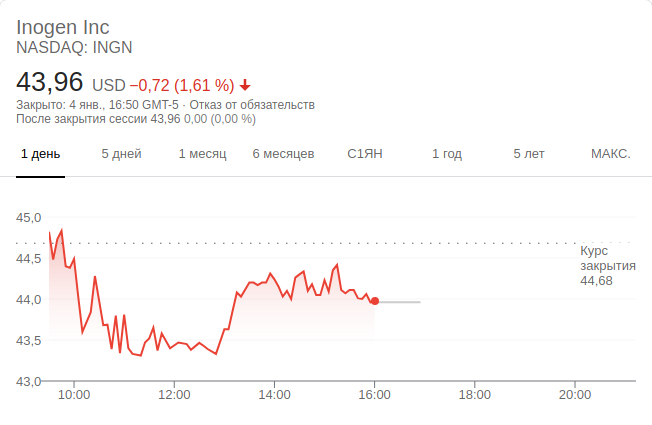 Inogen Inc
NASDAQ: INGN
43,96 USD −0,72 (1,61 %)
Закрыто: 4 янв., 16:50 GMT-5 · Отказ от обязательств
После закрытия сессии 43,96 0,00 (0,00 %)
1 день 5 дней 1 месяц 6 месяцев С1ЯН 1 год 5 лет МАКС.
45,0
Курс
закрытия
44,68
44,5
44,0
43,5
43,0
10:00 12:00 14:00 16:00 18:00 20:00